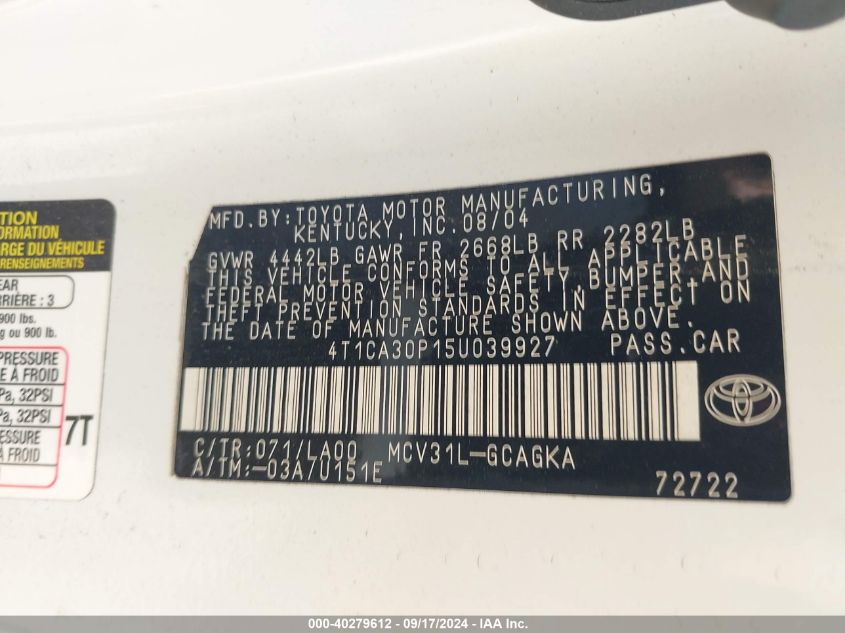 TION
FORMATION
ARGE DU VÉHICULE
RENSEIGNEMENTS
EAR
RRIÈRE : 3
900 lbs.
g ou 900 lb.
PRESSURE
E À FROID
Pa, 32PSI
Pa, 32PSI
ESSURE
À FROID
7T
MFD.BY:TOYOTA MOTOR MANUFACTURING,
KENTUCKY, INC.08/04
GVWR 4442LB GAWR FR 2668LB RR 2282LB
THIS VEHICLE CONFORMS TO ALL APPLICABLE
FEDERAL MOTOR VEHICLE SAFETY,BUMPER AND
THEFT PREVENTION STANDARDS IN EFFECT ON
THE DATE OF MANUFACTURE SHOWN ABOVE.
4T1CA30P15U039927 PASS.CAR
C/TR:071/LA00 MCV31L-GCAGKA
A/TM:-03A/U151E
72722
000-40279612 - 09/17/2024 - IAA Inc.